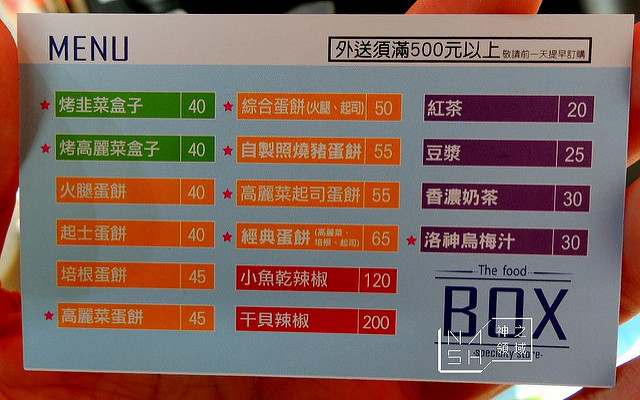 MENU
外送須滿500元以上 敬請前一天提早訂購
★ 烤韭菜盒子 40
★ 烤高麗菜盒子 40
火腿蛋餅 40
起士蛋餅 40
培根蛋餅 45
★ 高麗菜蛋餅 45
★ 綜合蛋餅(火腿、起司) 50
★ 自製照燒豬蛋餅 55
★ 高麗菜起司蛋餅 55
★ 經典蛋餅 (高麗菜、培根、起司) 65
小魚乾辣椒 120
干貝辣椒 200
紅茶 20
豆漿 25
香濃奶茶 30
★ 洛神烏梅汁 30
The food
BOX
-specialty store-
神之領域